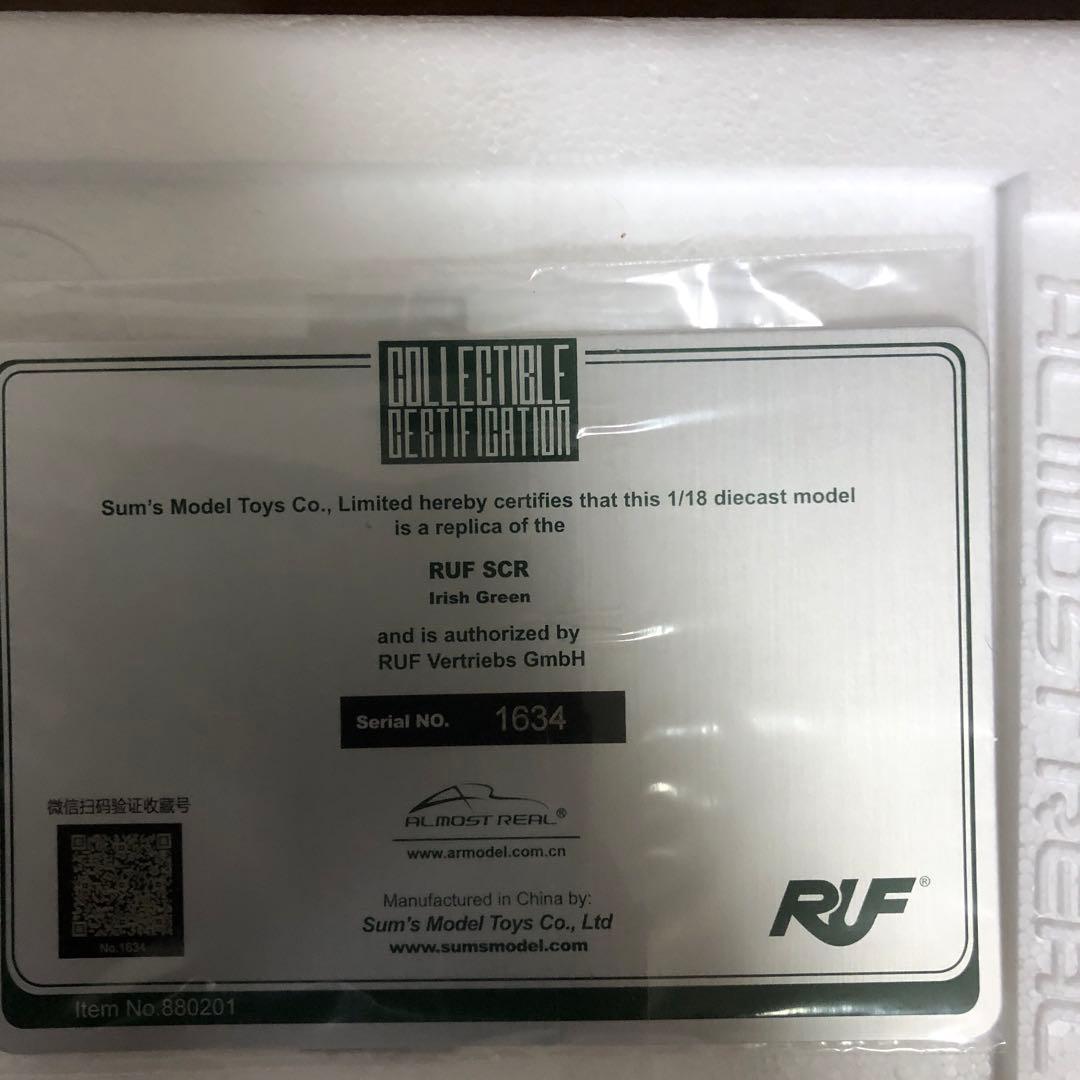 COLLECTIBLE
CERTIFICATION
Sum's Model Toys Co., Limited hereby certifies that this 1/18 diecast model
is a replica of the
RUF SCR
Irish Green
and is authorized by
RUF Vertriebs GmbH
Serial NO. 1634
微信扫码验证收藏号
No.1634
ALMOST REAL®
www.armodel.com.cn
Manufactured in China by:
Sum's Model Toys Co., Ltd
www.sumsmodel.com
RUF®
Item No.880201
ALMOST REAL